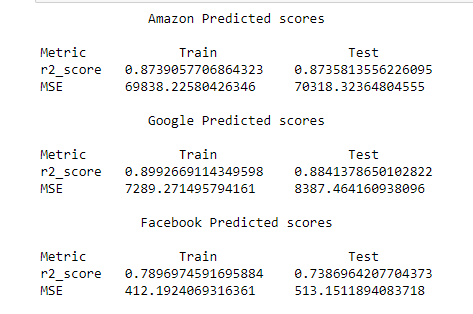 Amazon Predicted scores
Metric Train Test
r2_score 0.8739057706864323 0.8735813556226095
MSE 69838.22580426346 70318.32364804555
Google Predicted scores
Metric Train Test
r2_score 0.8992669114349598 0.8841378650102822
MSE 7289.271495794161 8387.464160938096
Facebook Predicted scores
Metric Train Test
r2_score 0.7896974591695884 0.7386964207704373
MSE 412.1924069316361 513.1511894083718